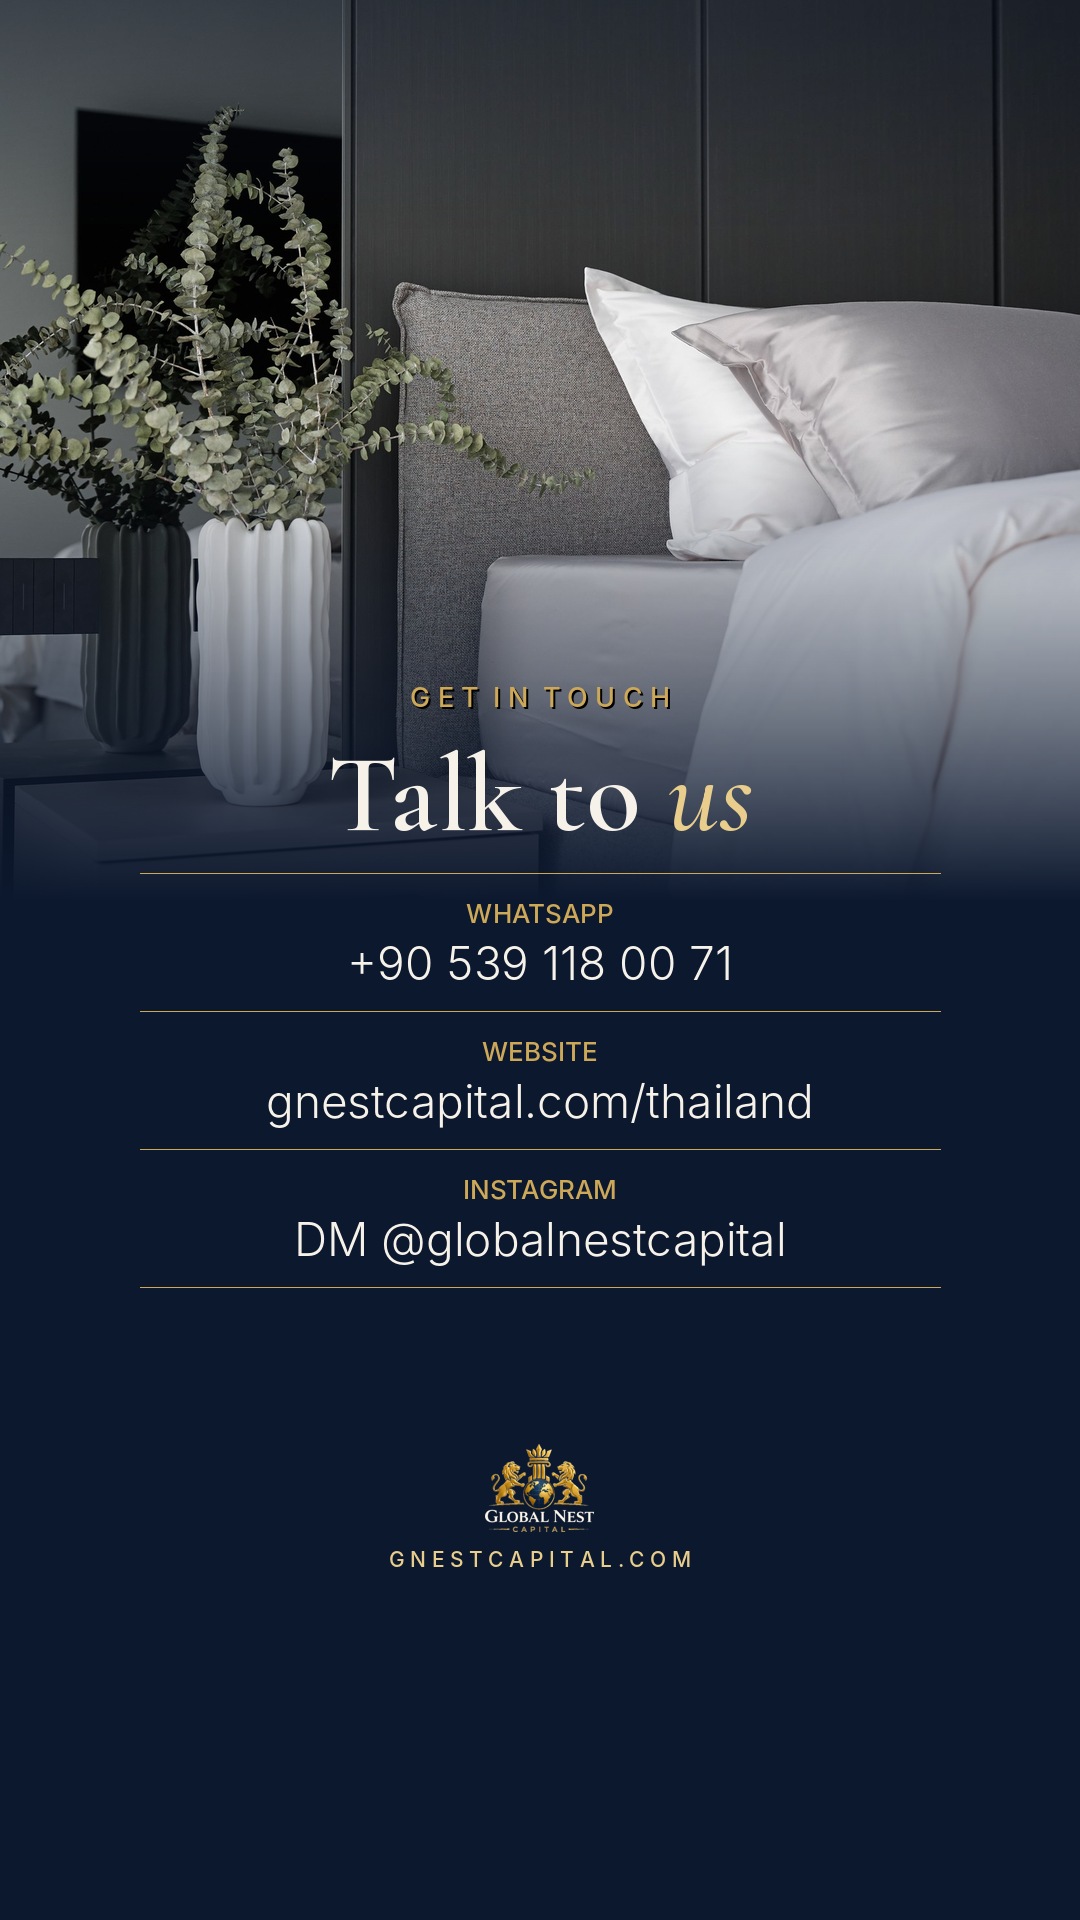 GET IN TOUCH
Talk to us
WHATSAPP
+90 539 118 00 71
WEBSITE
gnestcapital.com/thailand
INSTAGRAM
DM @globalnestcapital
GLOBAL NEST
CAPITAL
GNESTCAPITAL.COM